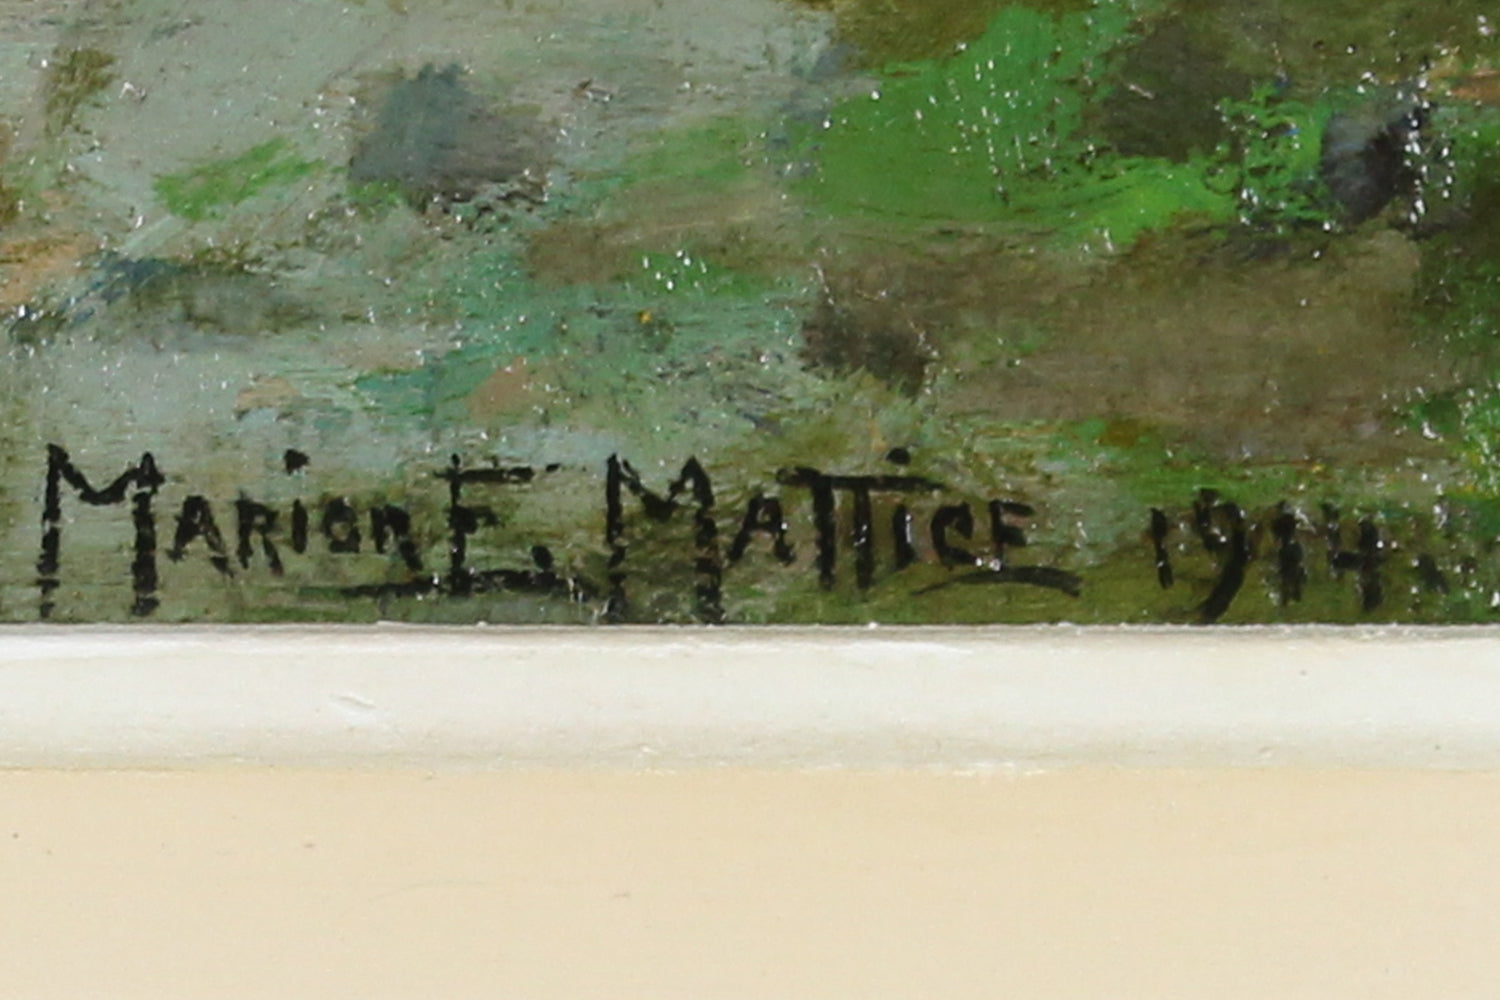 Marion E. Mattice 1914.